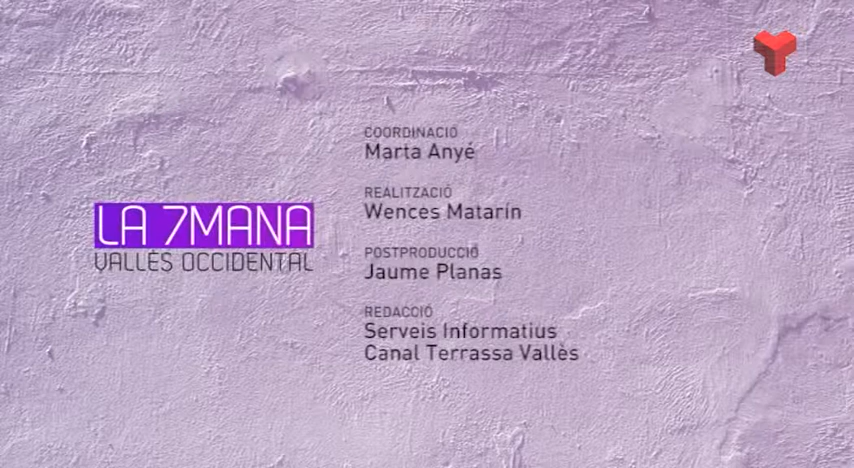 LA 7MANA
VALLÈS OCCIDENTAL
COORDINACIÓ
Marta Anyé
REALITZACIÓ
Wences Matarín
POSTPRODUCCIÓ
Jaume Planas
REDACCIÓ
Serveis Informatius
Canal Terrassa Vallès